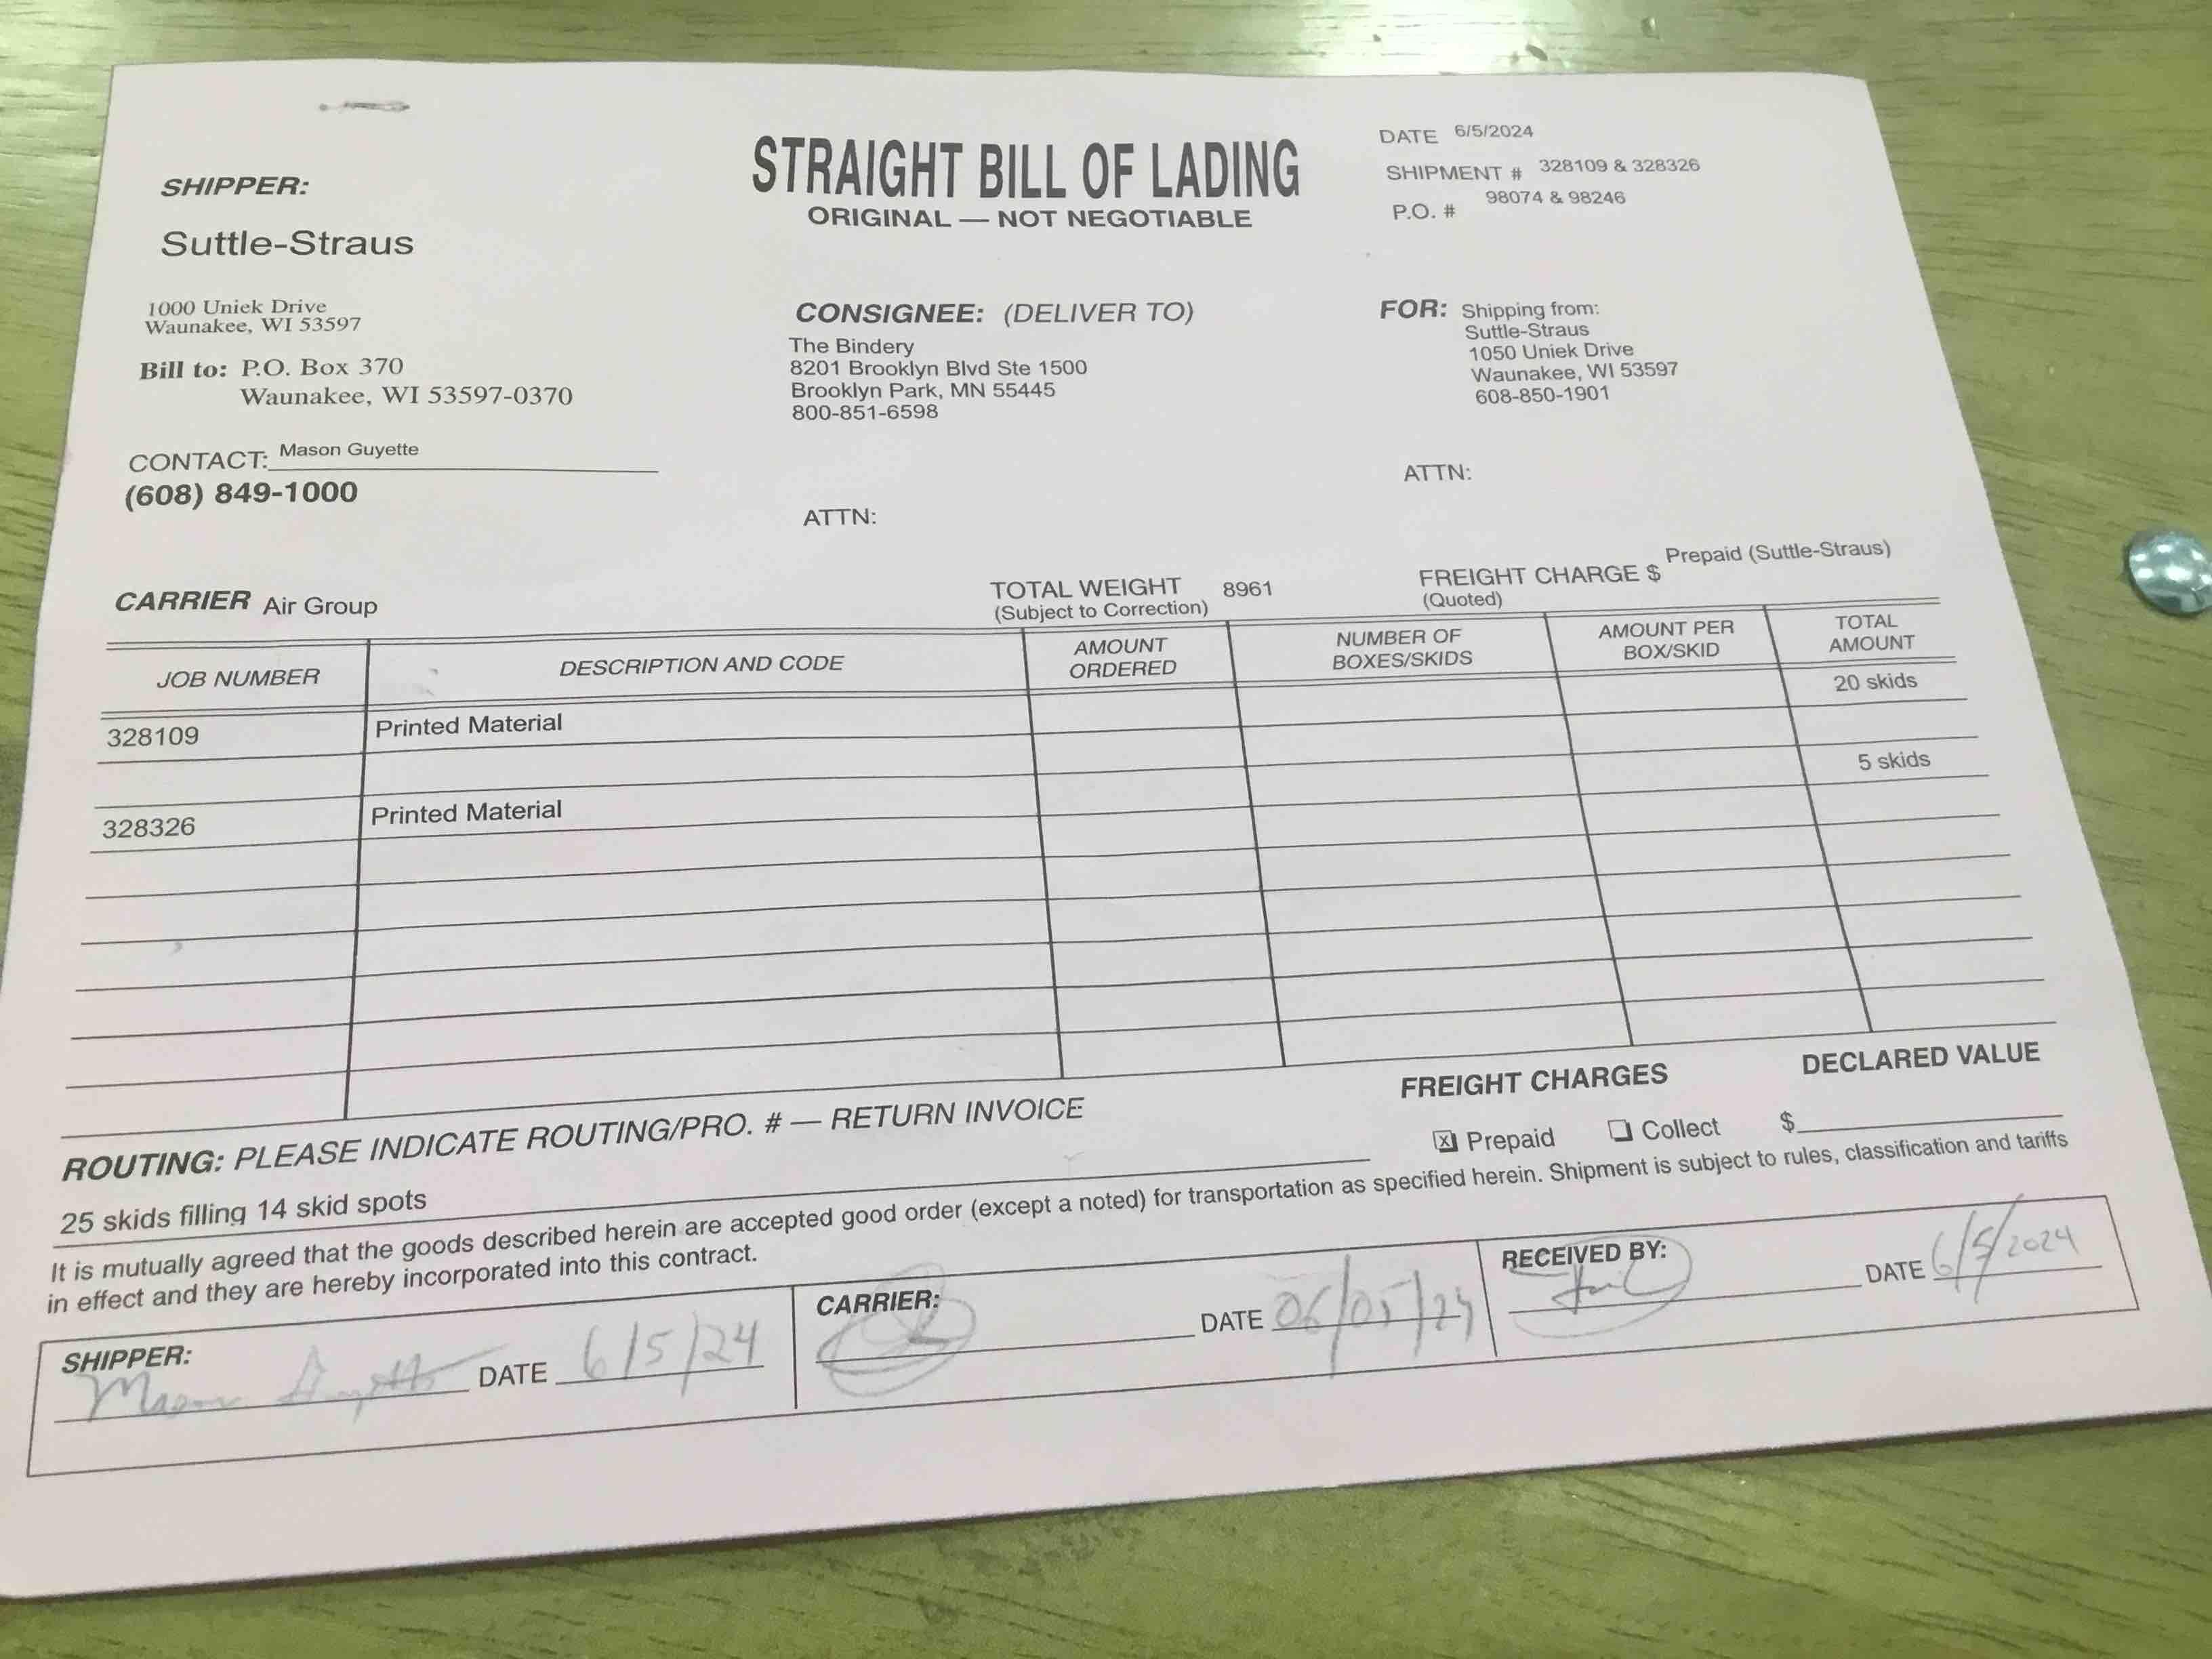 STRAIGHT BILL OF LADING
ORIGINAL — NOT NEGOTIABLE
DATE 6/5/2024
SHIPMENT # 328109 & 328326
P.O. # 98074 & 98246
SHIPPER:
Suttle-Straus
1000 Uniek Drive
Waunakee, WI 53597
Bill to: P.O. Box 370
Waunakee, WI 53597-0370
CONTACT: Mason Guyette
(608) 849-1000
CONSIGNEE: (DELIVER TO)
The Bindery
8201 Brooklyn Blvd Ste 1500
Brooklyn Park, MN 55445
800-851-6598
ATTN:
FOR: Shipping from:
Suttle-Straus
1050 Uniek Drive
Waunakee, WI 53597
608-850-1901
ATTN:
CARRIER Air Group
TOTAL WEIGHT 8961
(Subject to Correction)
FREIGHT CHARGE $ Prepaid (Suttle-Straus)
(Quoted)
JOB NUMBER DESCRIPTION AND CODE AMOUNT ORDERED NUMBER OF BOXES/SKIDS AMOUNT PER BOX/SKID TOTAL AMOUNT
328109 Printed Material 20 skids
328326 Printed Material 5 skids
ROUTING: PLEASE INDICATE ROUTING/PRO. # — RETURN INVOICE
25 skids filling 14 skid spots
FREIGHT CHARGES
x Prepaid Collect
DECLARED VALUE
$
It is mutually agreed that the goods described herein are accepted good order (except a noted) for transportation as specified herein. Shipment is subject to rules, classification and tariffs
in effect and they are hereby incorporated into this contract.
SHIPPER: Mason Guyette DATE 6/5/24
CARRIER: DATE 06/05/24
RECEIVED BY: DATE 6/5/2024